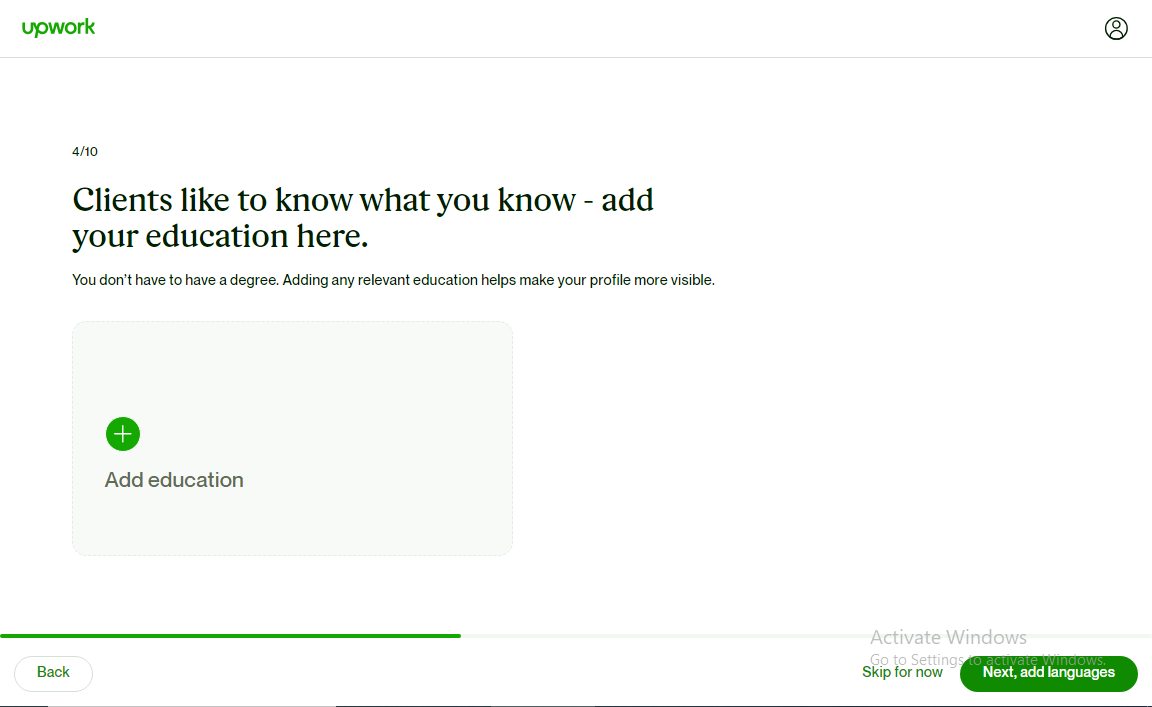 upwork
4/10
Clients like to know what you know - add
your education here.
You don't have to have a degree. Adding any relevant education helps make your profile more visible.
Add education
Activate Windows
Go to Settings to activate Windows.
Back
Skip for now
Next, add languages